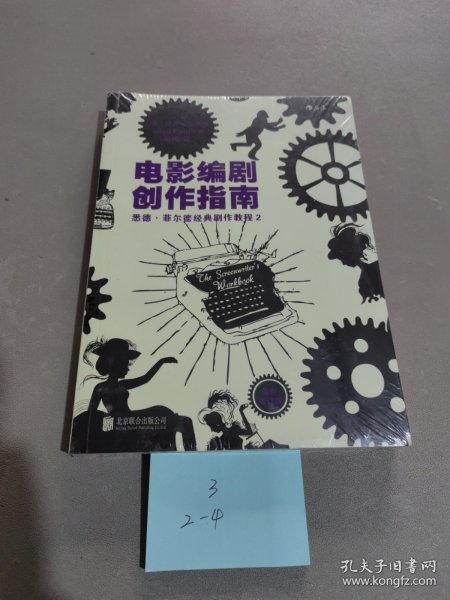 电影编剧
创作指南
悉德·菲尔德经典剧作教程2
The Screenwriter's
Workbook
北京联合出版公司
3
2-4
孔夫子旧书网
www.kongfz.com